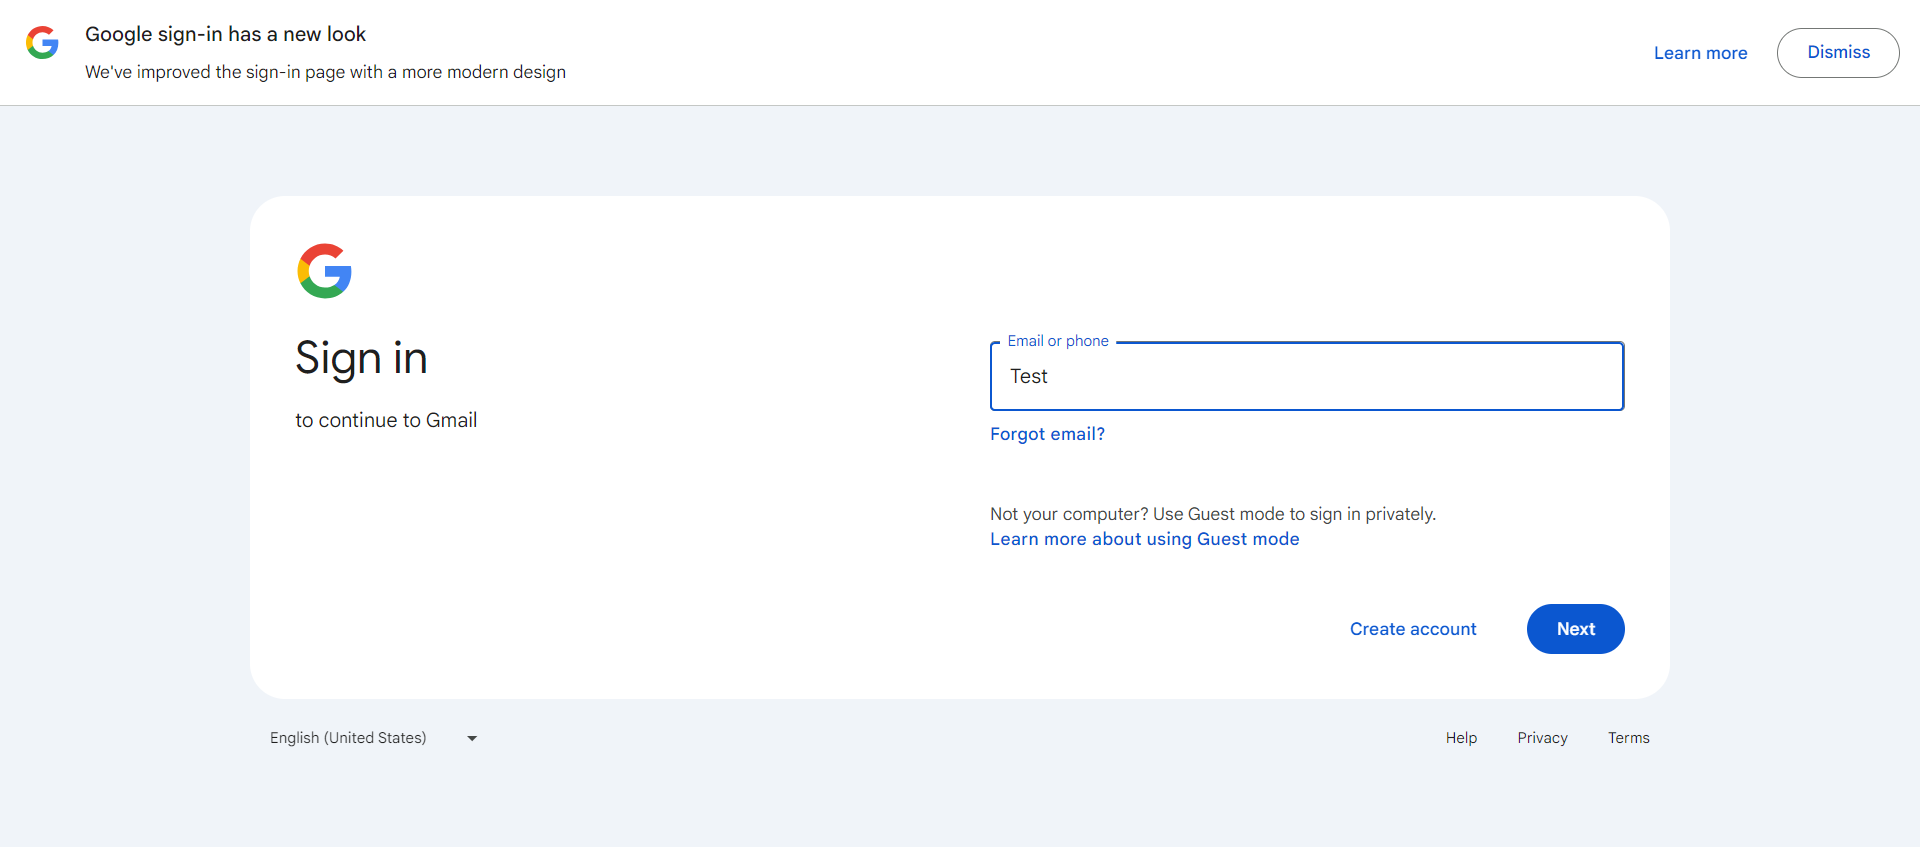 Google sign-in has a new look
We've improved the sign-in page with a more modern design
Learn more
Dismiss
Sign in
to continue to Gmail
Email or phone
Test
Forgot email?
Not your computer? Use Guest mode to sign in privately.
Learn more about using Guest mode
Create account
Next
English (United States)
Help
Privacy
Terms